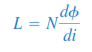 L = N dϕ/di